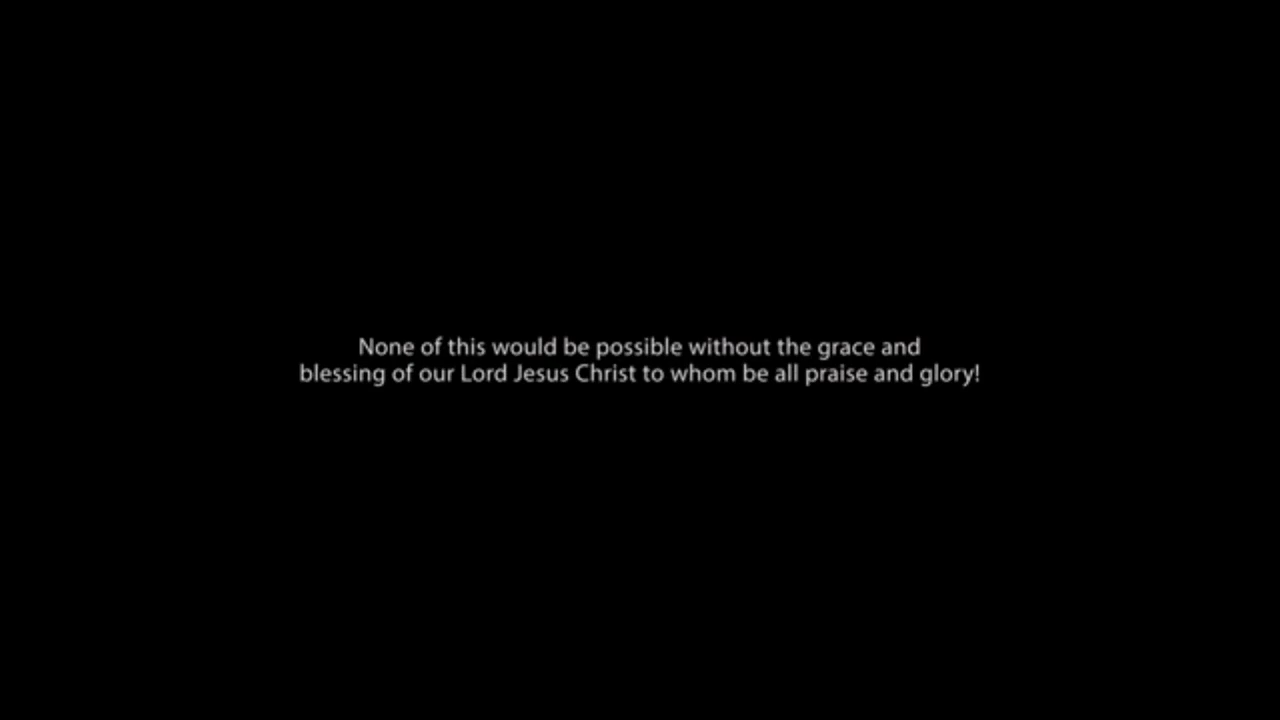 None of this would be possible without the grace and
blessing of our Lord Jesus Christ to whom be all praise and glory!